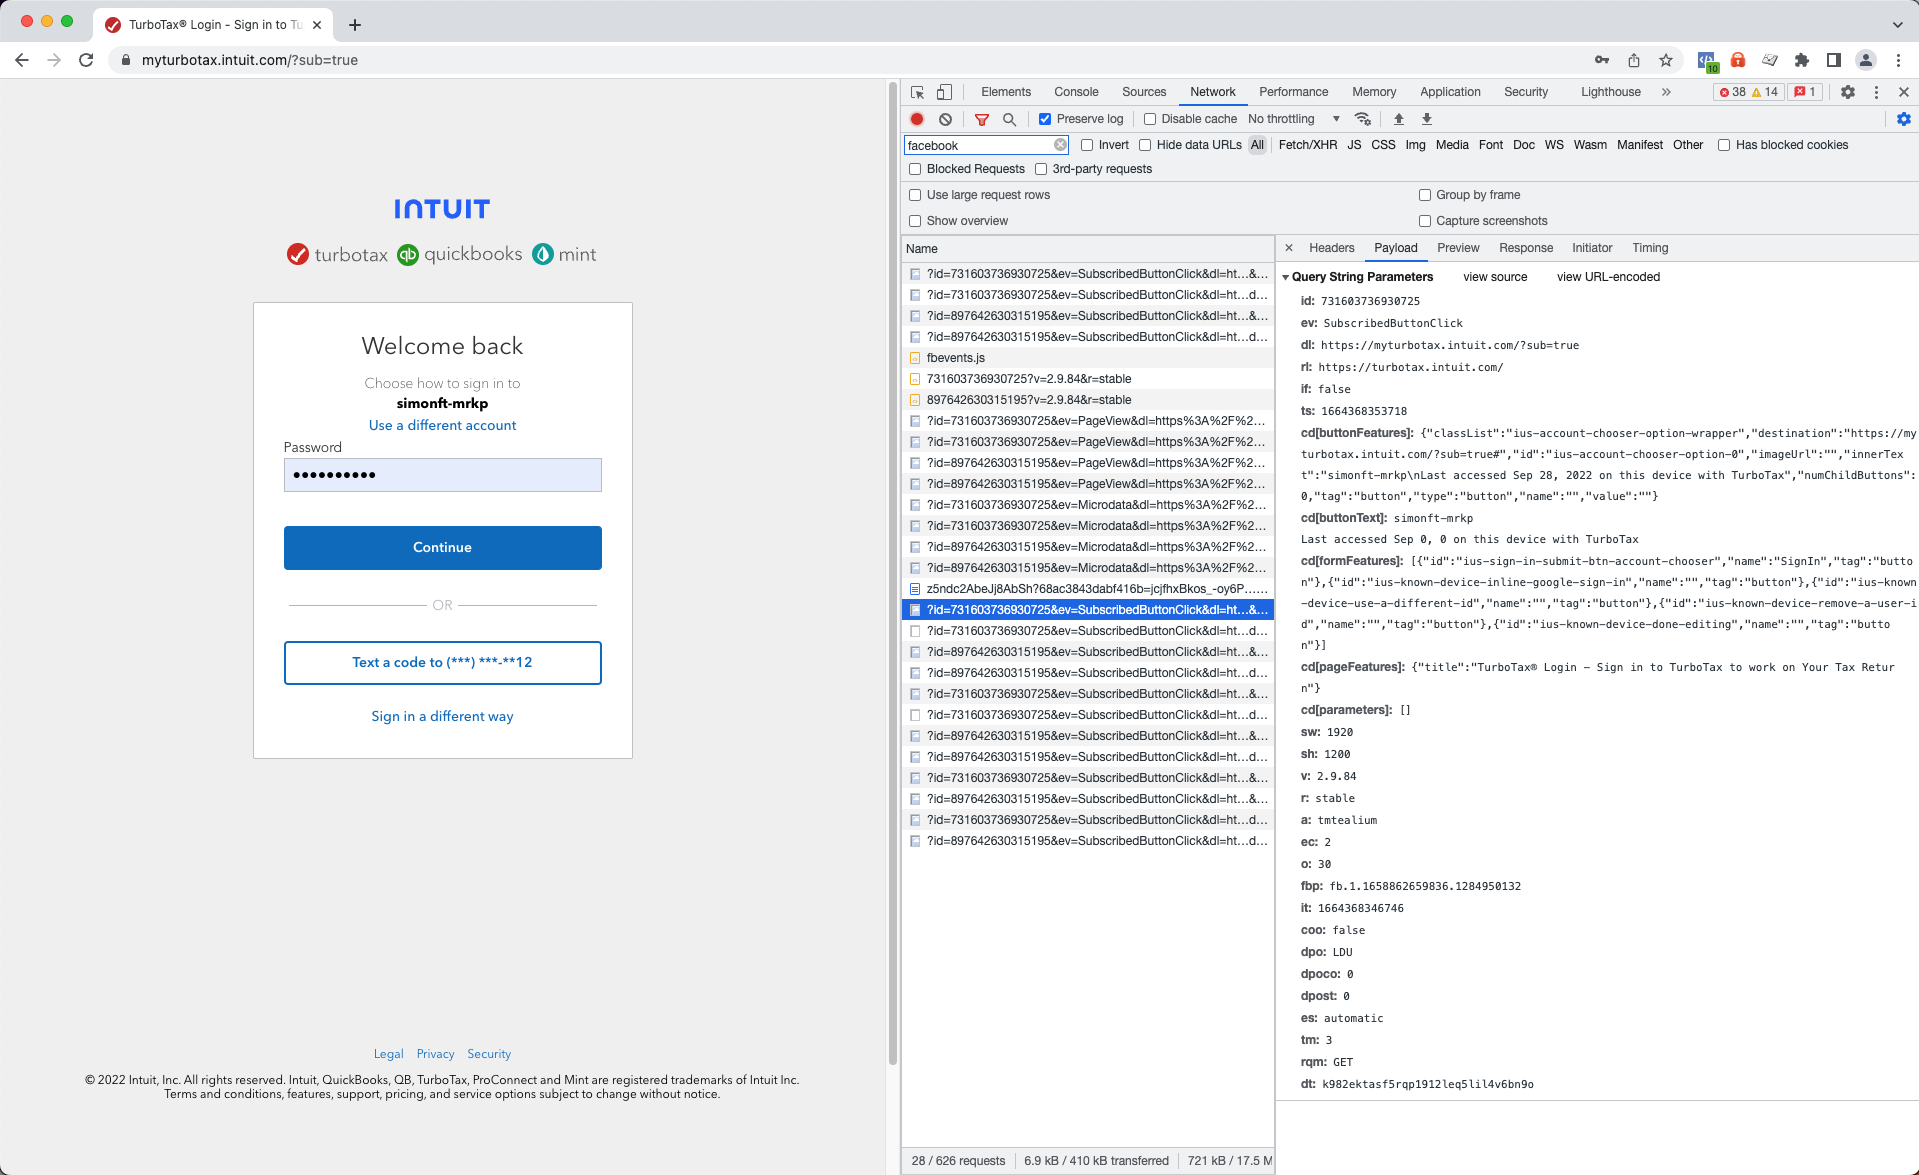 TurboTax® Login - Sign in to Tu
myturbotax.intuit.com/?sub=true
10
INTUIT
turbotax
qb
quickbooks
mint
Welcome back
Choose how to sign in to
simonft-mrkp
Use a different account
Password
••••••••••
Continue
OR
Text a code to (***) ***-**12
Sign in a different way
Legal Privacy Security
© 2022 Intuit, Inc. All rights reserved. Intuit, QuickBooks, QB, TurboTax, ProConnect and Mint are registered trademarks of Intuit Inc.
Terms and conditions, features, support, pricing, and service options subject to change without notice.
Elements Console Sources Network Performance Memory Application Security Lighthouse » 38 14 1
Preserve log Disable cache No throttling
facebook Invert Hide data URLs All Fetch/XHR JS CSS Img Media Font Doc WS Wasm Manifest Other Has blocked cookies
Blocked Requests 3rd-party requests
Use large request rows Group by frame
Show overview Capture screenshots
Name
?id=731603736930725&ev=SubscribedButtonClick&dl=ht…&…
?id=731603736930725&ev=SubscribedButtonClick&dl=ht…d…
?id=897642630315195&ev=SubscribedButtonClick&dl=ht…&…
?id=897642630315195&ev=SubscribedButtonClick&dl=ht…d…
fbevents.js
731603736930725?v=2.9.84&r=stable
897642630315195?v=2.9.84&r=stable
?id=731603736930725&ev=PageView&dl=https%3A%2F%2…
?id=731603736930725&ev=PageView&dl=https%3A%2F%2…
?id=897642630315195&ev=PageView&dl=https%3A%2F%2…
?id=897642630315195&ev=PageView&dl=https%3A%2F%2…
?id=731603736930725&ev=Microdata&dl=https%3A%2F%2…
?id=731603736930725&ev=Microdata&dl=https%3A%2F%2…
?id=897642630315195&ev=Microdata&dl=https%3A%2F%2…
?id=897642630315195&ev=Microdata&dl=https%3A%2F%2…
z5ndc2AbeJj8AbSh?68ac3843dabf416b=jcjfhxBkos_-oy6P……
?id=731603736930725&ev=SubscribedButtonClick&dl=ht…&…
?id=731603736930725&ev=SubscribedButtonClick&dl=ht…d…
?id=897642630315195&ev=SubscribedButtonClick&dl=ht…&…
?id=897642630315195&ev=SubscribedButtonClick&dl=ht…d…
?id=731603736930725&ev=SubscribedButtonClick&dl=ht…&…
?id=731603736930725&ev=SubscribedButtonClick&dl=ht…d…
?id=897642630315195&ev=SubscribedButtonClick&dl=ht…&…
?id=897642630315195&ev=SubscribedButtonClick&dl=ht…d…
?id=731603736930725&ev=SubscribedButtonClick&dl=ht…&…
?id=897642630315195&ev=SubscribedButtonClick&dl=ht…&…
?id=731603736930725&ev=SubscribedButtonClick&dl=ht…d…
?id=897642630315195&ev=SubscribedButtonClick&dl=ht…d…
28 / 626 requests 6.9 kB / 410 kB transferred 721 kB / 17.5 M
Headers Payload Preview Response Initiator Timing
Query String Parameters view source view URL-encoded
id: 731603736930725
ev: SubscribedButtonClick
dl: https://myturbotax.intuit.com/?sub=true
rl: https://turbotax.intuit.com/
if: false
ts: 1664368353718
cd[buttonFeatures]: {"classList":"ius-account-chooser-option-wrapper","destination":"https://my
turbotax.intuit.com/?sub=true#","id":"ius-account-chooser-option-0","imageUrl":"","innerTex
t":"simonft-mrkp\nLast accessed Sep 28, 2022 on this device with TurboTax","numChildButtons":
0,"tag":"button","type":"button","name":"","value":""}
cd[buttonText]: simonft-mrkp
Last accessed Sep 0, 0 on this device with TurboTax
cd[formFeatures]: [{"id":"ius-sign-in-submit-btn-account-chooser","name":"SignIn","tag":"butto
n"},{"id":"ius-known-device-inline-google-sign-in","name":"","tag":"button"},{"id":"ius-known
-device-use-a-different-id","name":"","tag":"button"},{"id":"ius-known-device-remove-a-user-i
d","name":"","tag":"button"},{"id":"ius-known-device-done-editing","name":"","tag":"butto
n"}]
cd[pageFeatures]: {"title":"TurboTax® Login – Sign in to TurboTax to work on Your Tax Retur
n"}
cd[parameters]: []
sw: 1920
sh: 1200
v: 2.9.84
r: stable
a: tmtealium
ec: 2
o: 30
fbp: fb.1.1658862659836.1284950132
it: 1664368346746
coo: false
dpo: LDU
dpoco: 0
dpost: 0
es: automatic
tm: 3
rqm: GET
dt: k982ektasf5rqp1912leq5lil4v6bn9o